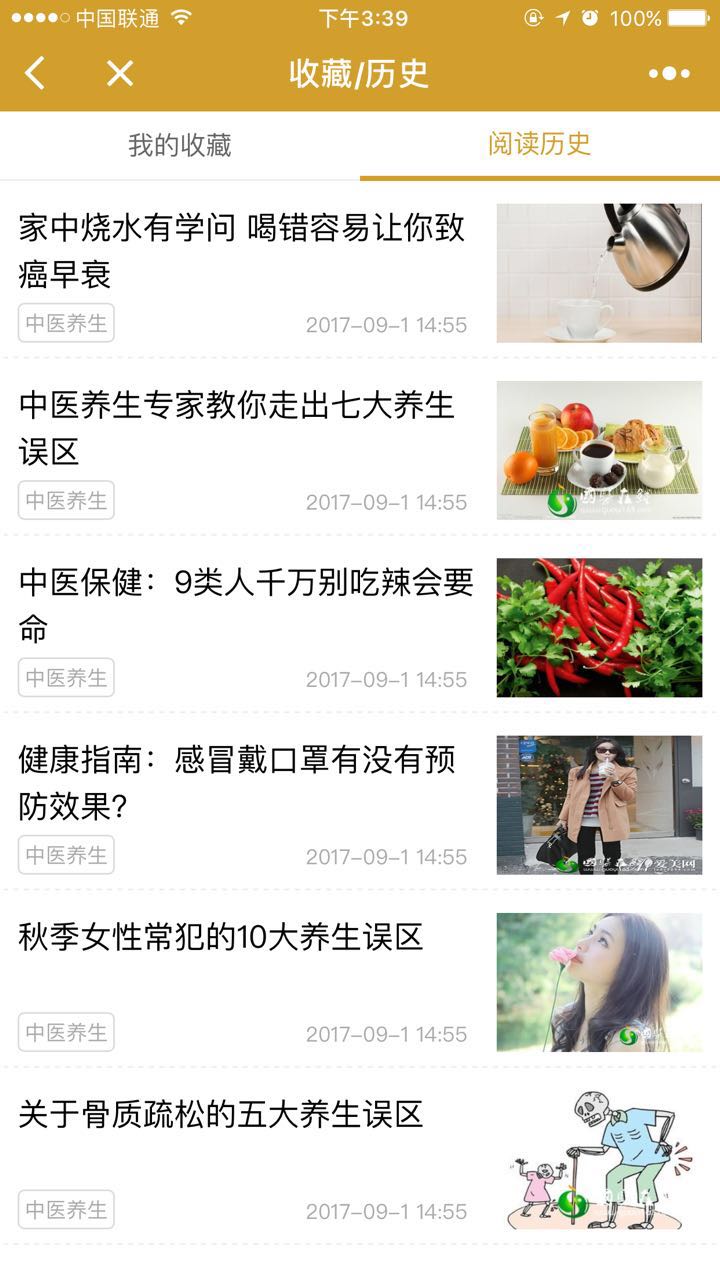 中国联通
下午3:39
100%
收藏/历史
我的收藏
阅读历史
家中烧水有学问 喝错容易让你致
癌早衰
中医养生
2017-09-1 14:55
中医养生专家教你走出七大养生
误区
中医养生
2017-09-1 14:55
国医在线
中医保健：9类人千万别吃辣会要
命
中医养生
2017-09-1 14:55
健康指南：感冒戴口罩有没有预
防效果？
中医养生
2017-09-1 14:55
秋季女性常犯的10大养生误区
中医养生
2017-09-1 14:55
关于骨质疏松的五大养生误区
中医养生
2017-09-1 14:55